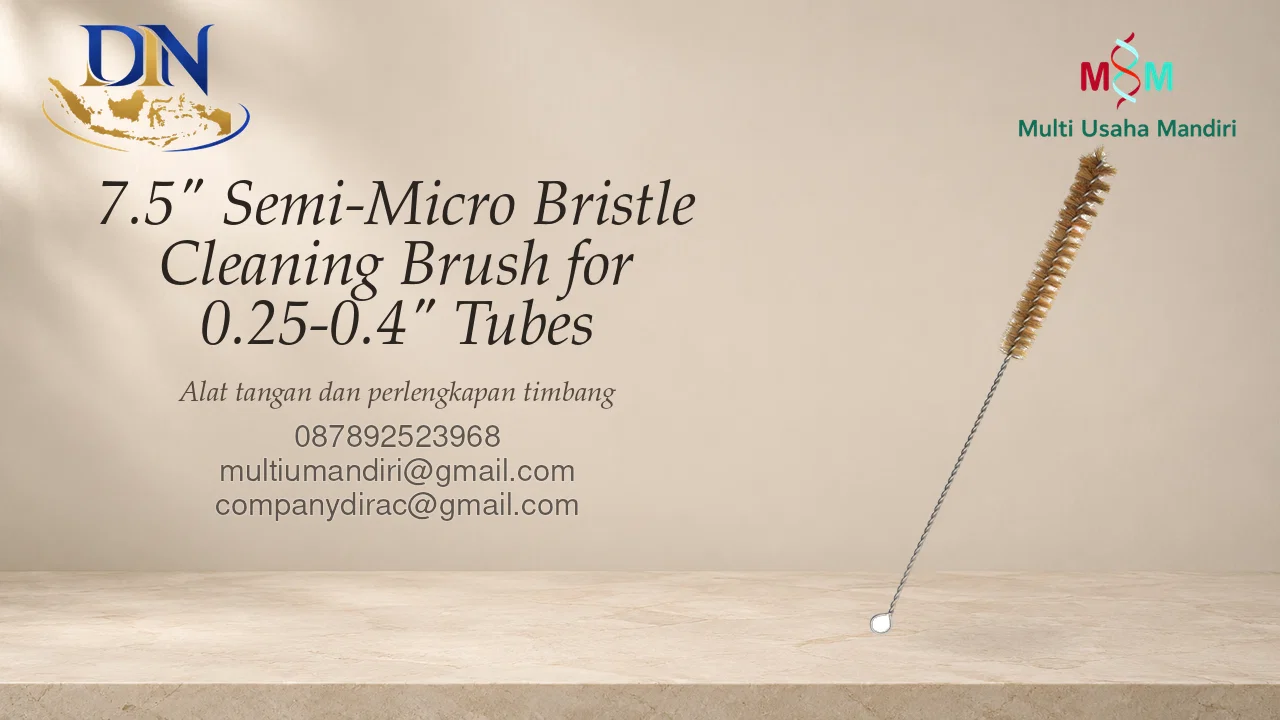 DN
M M
Multi Usaha Mandiri
7.5" Semi-Micro Bristle
Cleaning Brush for
0.25-0.4" Tubes
Alat tangan dan perlengkapan timbang
087892523968
multiumandiri@gmail.com
companydirac@gmail.com